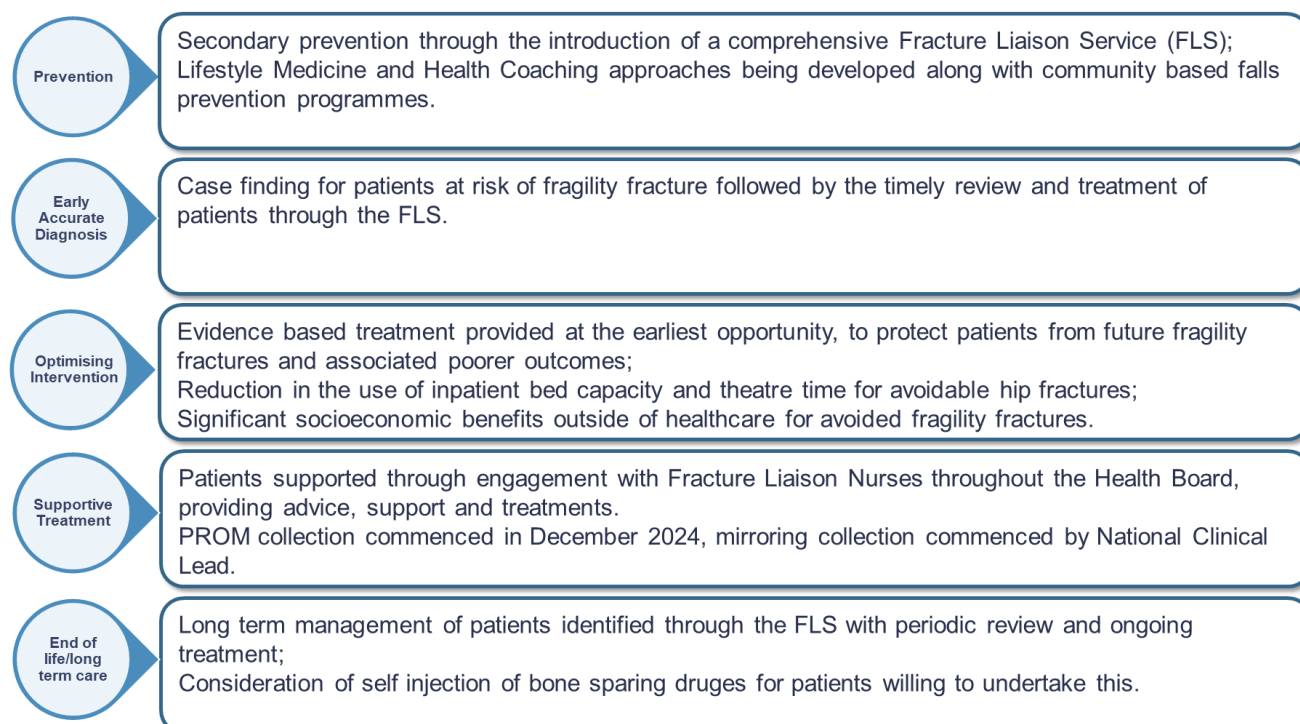 Prevention
Secondary prevention through the introduction of a comprehensive Fracture Liaison Service (FLS);
Lifestyle Medicine and Health Coaching approaches being developed along with community based falls
prevention programmes.
Early
Accurate
Diagnosis
Case finding for patients at risk of fragility fracture followed by the timely review and treatment of
patients through the FLS.
Optimising
Intervention
Evidence based treatment provided at the earliest opportunity, to protect patients from future fragility
fractures and associated poorer outcomes;
Reduction in the use of inpatient bed capacity and theatre time for avoidable hip fractures;
Significant socioeconomic benefits outside of healthcare for avoided fragility fractures.
Supportive
Treatment
Patients supported through engagement with Fracture Liaison Nurses throughout the Health Board,
providing advice, support and treatments.
PROM collection commenced in December 2024, mirroring collection commenced by National Clinical
Lead.
End of
life/long
term care
Long term management of patients identified through the FLS with periodic review and ongoing
treatment;
Consideration of self injection of bone sparing druges for patients willing to undertake this.